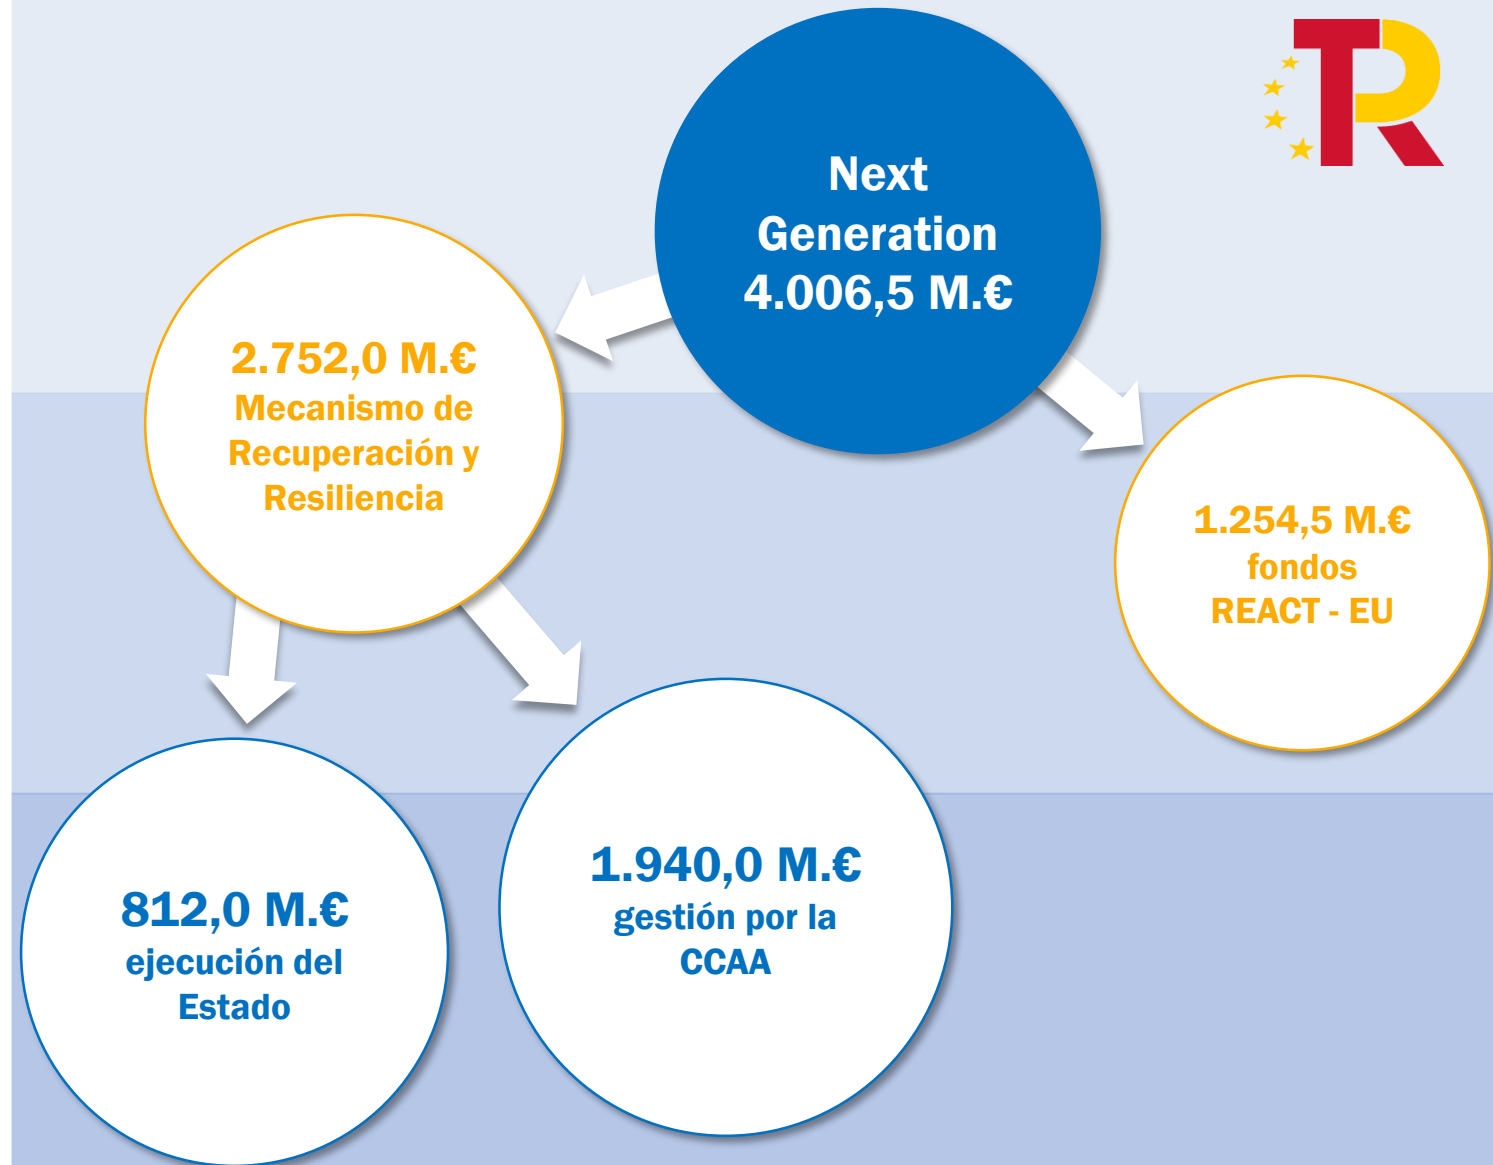 Next
Generation
4.006,5 M.€
2.752,0 M.€
Mecanismo de
Recuperación y
Resiliencia
1.254,5 M.€
fondos
REACT - EU
812,0 M.€
ejecución del
Estado
1.940,0 M.€
gestión por la
CCAA
TR